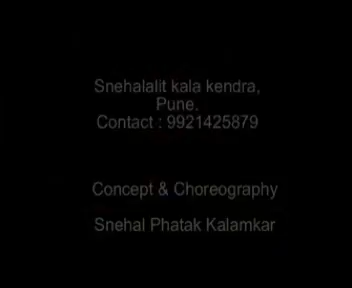 Snehalalit kala kendra,
Pune.
Contact : 9921425879
Concept & Choreography
Snehal Phatak Kalamkar